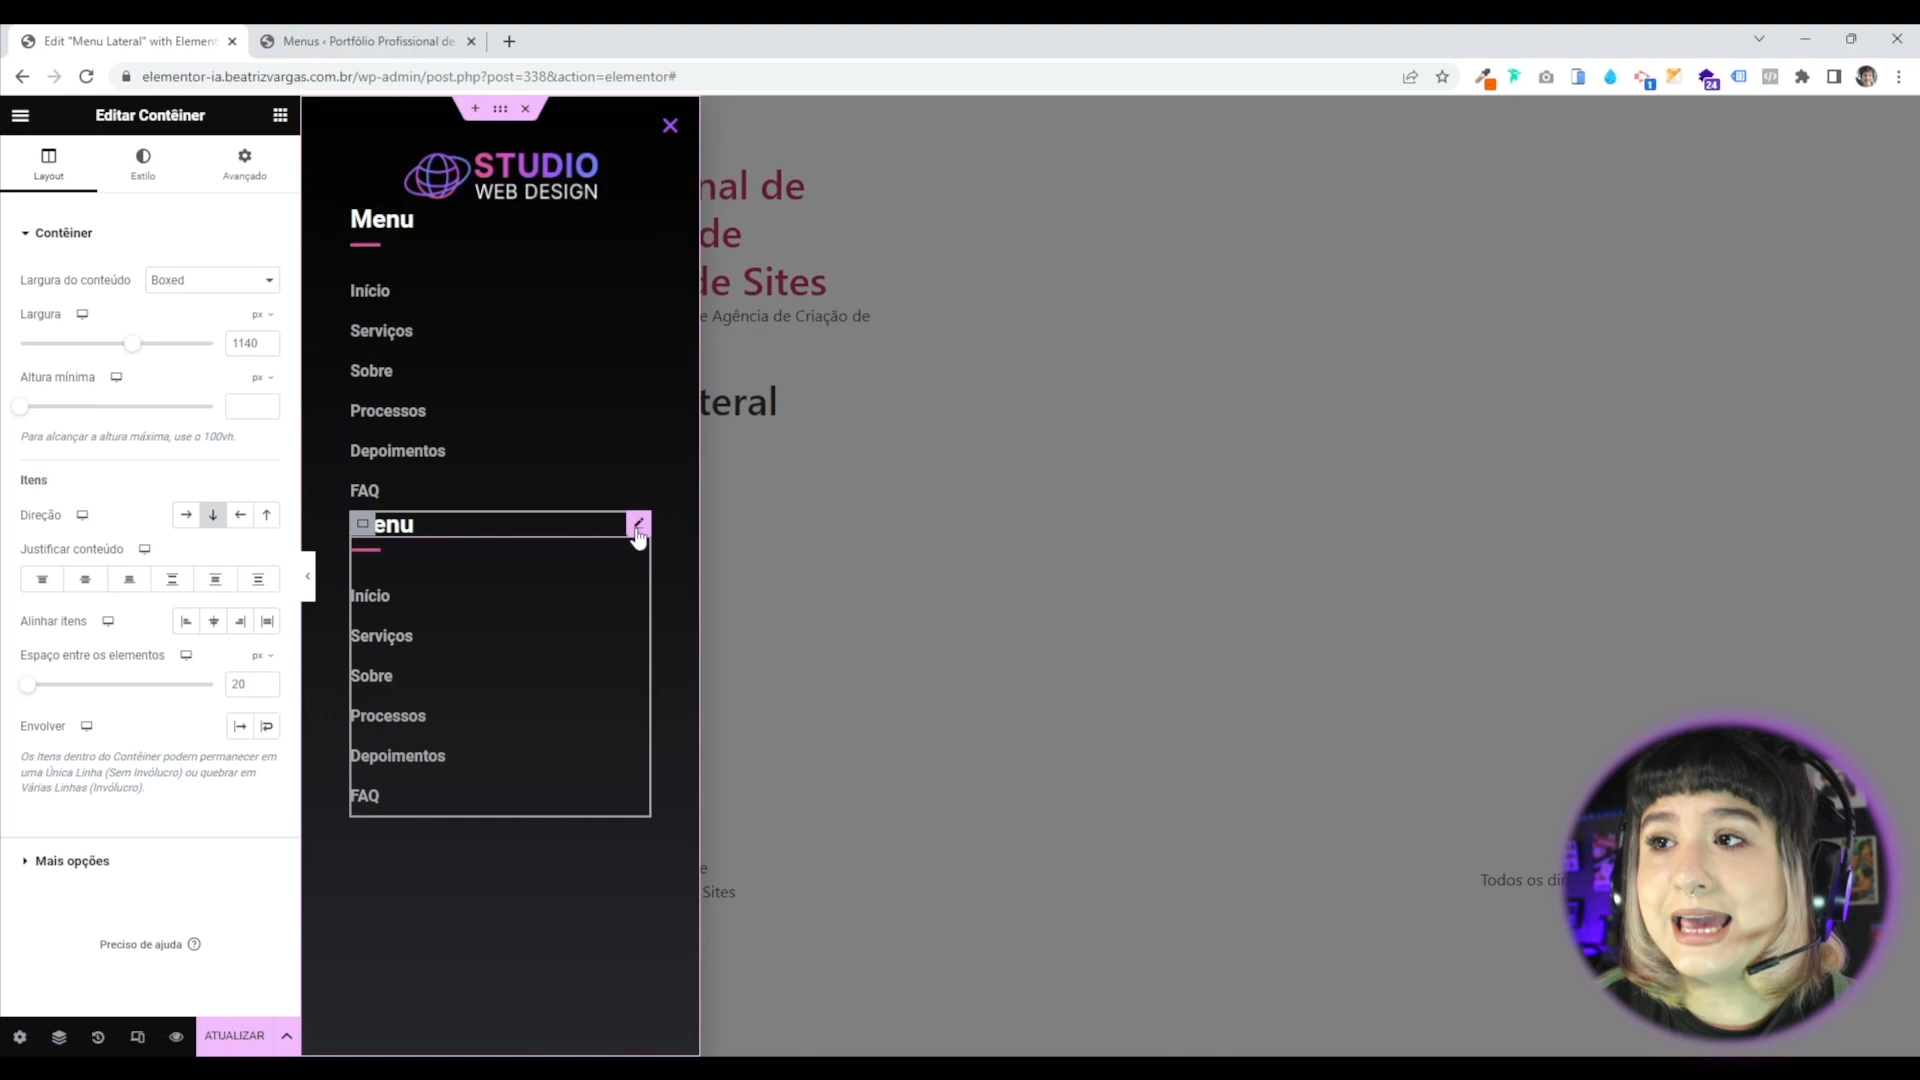 Edit "Menu Lateral" with Element
Menus ‹ Portfólio Profissional de
elementor-ia.beatrizvargas.com.br/wp-admin/post.php?post=338&action=elementor#
1
24
Editar Contêiner
Layout
Estilo
Avançado
Contêiner
Largura do conteúdo
Boxed
Largura
px
1140
Altura mínima
px
Para alcançar a altura máxima, use o 100vh.
Itens
Direção
Justificar conteúdo
Alinhar itens
Espaço entre os elementos
px
20
Envolver
Os Itens dentro do Contêiner podem permanecer em
uma Única Linha (Sem Invólucro) ou quebrar em
Várias Linhas (Invólucro).
Mais opções
Preciso de ajuda
ATUALIZAR
STUDIO
WEB DESIGN
Menu
Início
Serviços
Sobre
Processos
Depoimentos
FAQ
enu
Início
Serviços
Sobre
Processos
Depoimentos
FAQ
nal de
de
de Sites
e Agência de Criação de
teral
e
Sites
Todos os dir